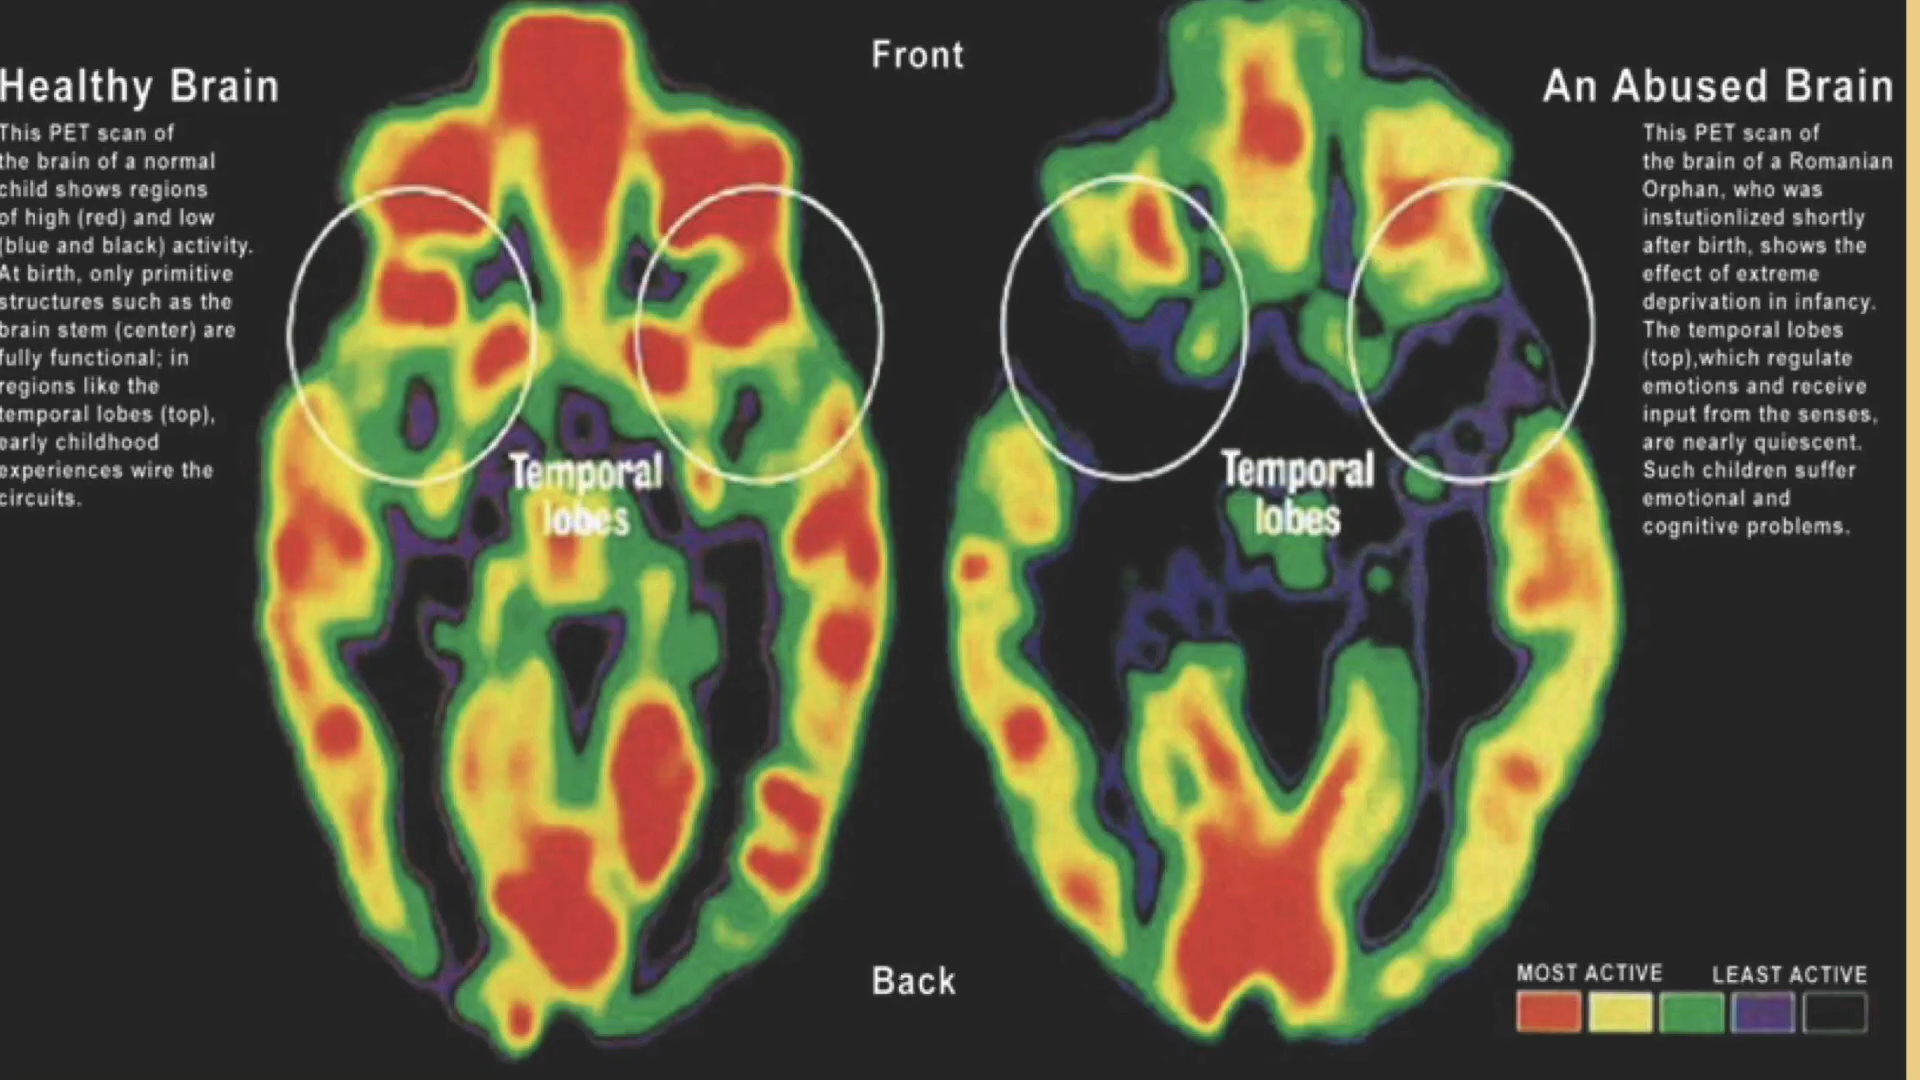 Front
Healthy Brain
This PET scan of
the brain of a normal
child shows regions
of high (red) and low
(blue and black) activity.
At birth, only primitive
structures such as the
brain stem (center) are
fully functional; in
regions like the
temporal lobes (top),
early childhood
experiences wire the
circuits.
An Abused Brain
This PET scan of
the brain of a Romanian
Orphan, who was
instutionlized shortly
after birth, shows the
effect of extreme
deprivation in infancy.
The temporal lobes
(top),which regulate
emotions and receive
input from the senses,
are nearly quiescent.
Such children suffer
emotional and
cognitive problems.
Temporal
lobes
Temporal
lobes
Back
MOST ACTIVE LEAST ACTIVE